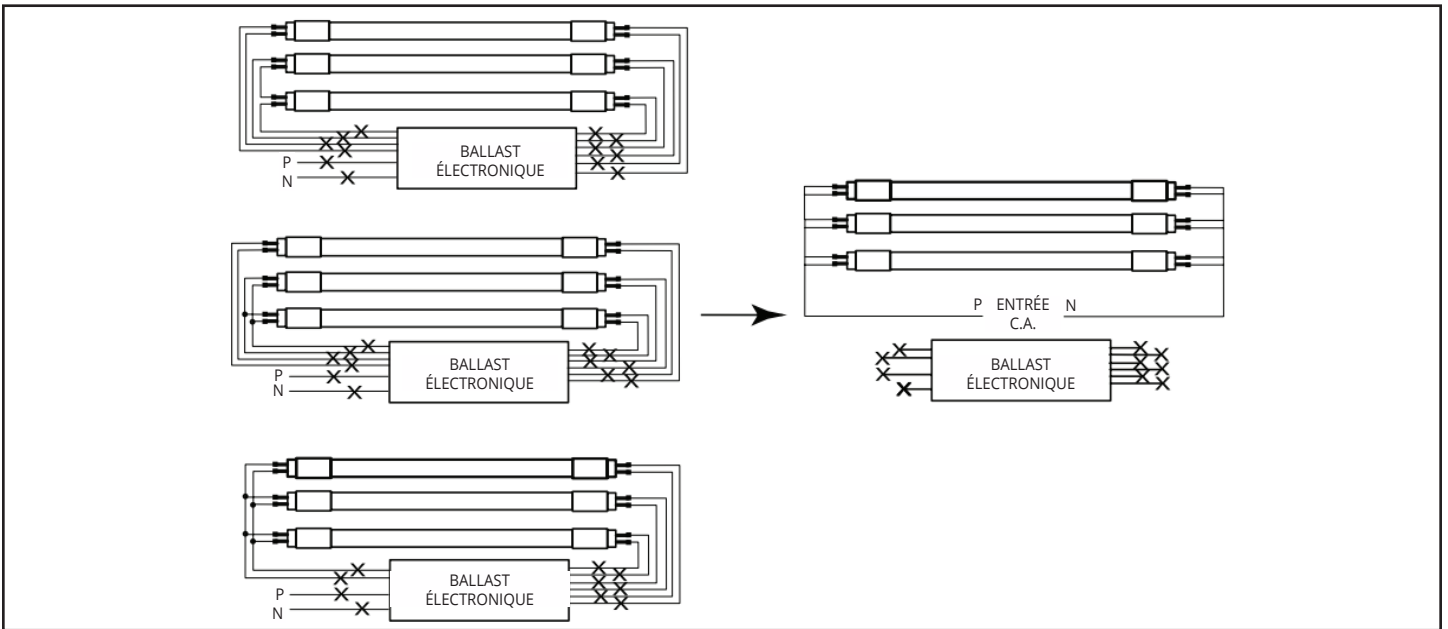 BALLAST
ÉLECTRONIQUE
P
N
BALLAST
ÉLECTRONIQUE
P
N
BALLAST
ÉLECTRONIQUE
P
N
P ENTRÉE N
C.A.
BALLAST
ÉLECTRONIQUE